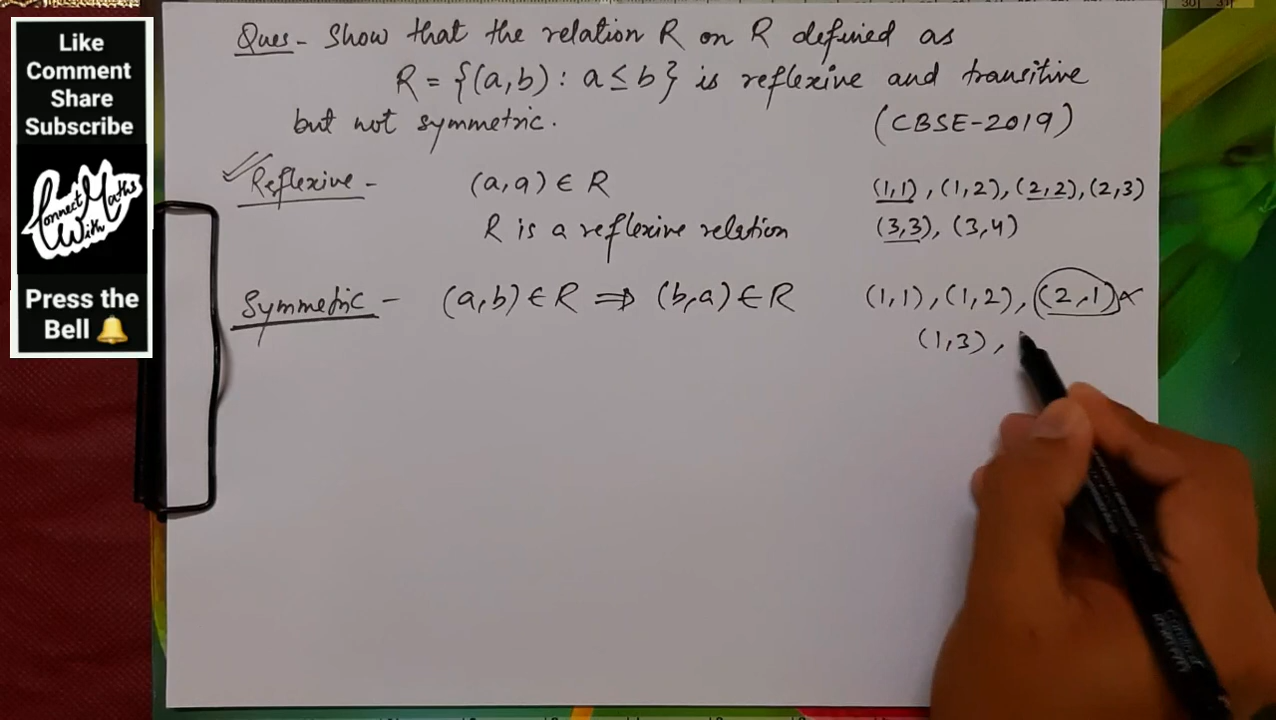 Like
Comment
Share
Subscribe
Connect
With Maths
Press the
Bell 🔔
Ques- Show that the relation R on R defined as
R = {(a,b) : a ≤ b} is reflexive and transitive
but not symmetric. (CBSE-2019)
Reflexive - (a,a) ∈ R (1,1), (1,2), (2,2), (2,3)
R is a reflexive relation (3,3), (3,4)
Symmetric - (a,b) ∈ R ⇒ (b,a) ∈ R (1,1), (1,2), (2,1)×
(1,3),